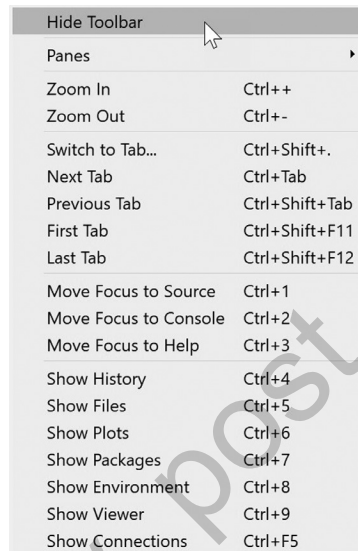 Hide Toolbar
Panes
Zoom In Ctrl++
Zoom Out Ctrl+-
Switch to Tab... Ctrl+Shift+.
Next Tab Ctrl+Tab
Previous Tab Ctrl+Shift+Tab
First Tab Ctrl+Shift+F11
Last Tab Ctrl+Shift+F12
Move Focus to Source Ctrl+1
Move Focus to Console Ctrl+2
Move Focus to Help Ctrl+3
Show History Ctrl+4
Show Files Ctrl+5
Show Plots Ctrl+6
Show Packages Ctrl+7
Show Environment Ctrl+8
Show Viewer Ctrl+9
Show Connections Ctrl+F5
post